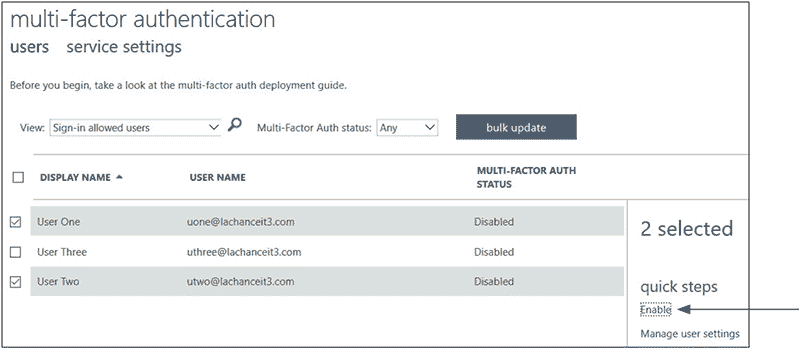 multi-factor authentication
users service settings
Before you begin, take a look at the multi-factor auth deployment guide.
View: Sign-in allowed users Multi-Factor Auth status: Any bulk update
DISPLAY NAME USER NAME MULTI-FACTOR AUTH STATUS
User One uone@lachanceit3.com Disabled
User Three uthree@lachanceit3.com Disabled
User Two utwo@lachanceit3.com Disabled
2 selected
quick steps
Enable
Manage user settings